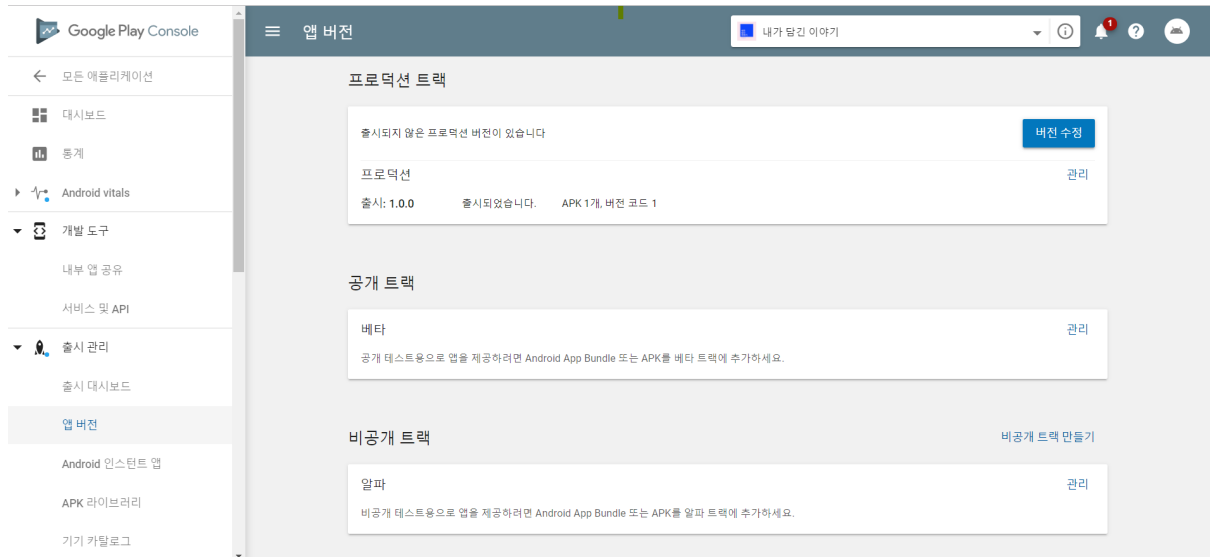 Google Play Console
모든 애플리케이션
대시보드
통계
Android vitals
개발 도구
내부 앱 공유
서비스 및 API
출시 관리
출시 대시보드
앱 버전
Android 인스턴트 앱
APK 라이브러리
기기 카탈로그
앱 버전
내가 담긴 이야기
1
프로덕션 트랙
출시되지 않은 프로덕션 버전이 있습니다
버전 수정
프로덕션
관리
출시: 1.0.0 출시되었습니다. APK 1개, 버전 코드 1
공개 트랙
베타
관리
공개 테스트용으로 앱을 제공하려면 Android App Bundle 또는 APK를 베타 트랙에 추가하세요.
비공개 트랙
비공개 트랙 만들기
알파
관리
비공개 테스트용으로 앱을 제공하려면 Android App Bundle 또는 APK를 알파 트랙에 추가하세요.